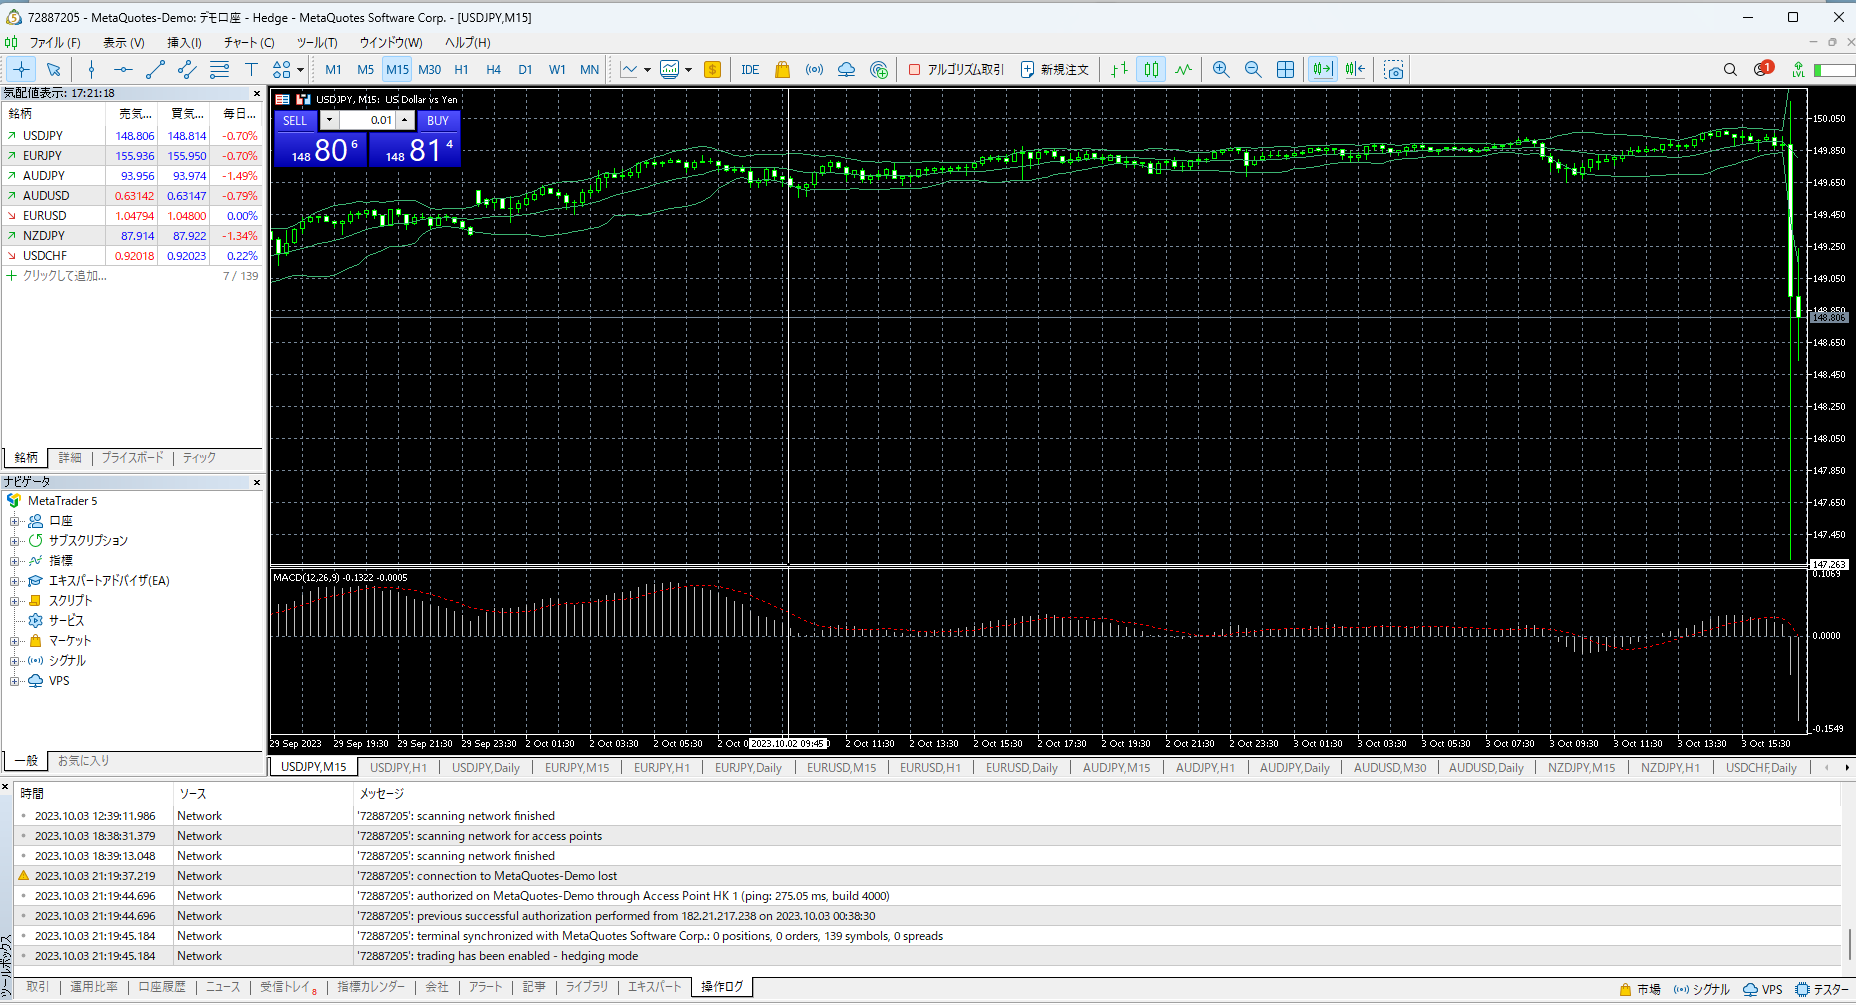 72887205 - MetaQuotes-Demo: デモ口座 - Hedge - MetaQuotes Software Corp. - [USDJPY,M15]
ファイル (F) 表示 (V) 挿入(I) チャート (C) ツール(T) ウインドウ(W) ヘルプ(H)
M1 M5 M15 M30 H1 H4 D1 W1 MN IDE アルゴリズム取引 新規注文 1 LVL
気配値表示: 17:21:18
銘柄 売気... 買気... 毎日...
USDJPY 148.806 148.814 -0.70%
EURJPY 155.936 155.950 -0.70%
AUDJPY 93.956 93.974 -1.49%
AUDUSD 0.63142 0.63147 -0.79%
EURUSD 1.04794 1.04800 0.00%
NZDJPY 87.914 87.922 -1.34%
USDCHF 0.92018 0.92023 0.22%
クリックして追加... 7 / 139
銘柄 詳細 プライスボード ティック
ナビゲータ
MetaTrader 5
口座
サブスクリプション
指標
エキスパートアドバイザ(EA)
スクリプト
サービス
マーケット
シグナル
VPS
一般 お気に入り
USDJPY, M15: US Dollar vs Yen
SELL 0.01 BUY
148 80 6 148 81 4
150.050
149.850
149.650
149.450
149.250
149.050
148.850
148.806
148.650
148.450
148.250
148.050
147.850
147.650
147.450
147.263
MACD(12,26,9) -0.1322 -0.0005
0.1069
0.0000
-0.1549
29 Sep 2023 29 Sep 19:30 29 Sep 21:30 29 Sep 23:30 2 Oct 01:30 2 Oct 03:30 2 Oct 05:30 2 Oct 0 2023.10.02 09:45 2 Oct 11:30 2 Oct 13:30 2 Oct 15:30 2 Oct 17:30 2 Oct 19:30 2 Oct 21:30 2 Oct 23:30 3 Oct 01:30 3 Oct 03:30 3 Oct 05:30 3 Oct 07:30 3 Oct 09:30 3 Oct 11:30 3 Oct 13:30 3 Oct 15:30
USDJPY,M15 USDJPY,H1 USDJPY,Daily EURJPY,M15 EURJPY,H1 EURJPY,Daily EURUSD,M15 EURUSD,H1 EURUSD,Daily AUDJPY,M15 AUDJPY,H1 AUDJPY,Daily AUDUSD,M30 AUDUSD,Daily NZDJPY,M15 NZDJPY,H1 USDCHF,Daily
時間 ソース メッセージ
2023.10.03 12:39:11.986 Network '72887205': scanning network finished
2023.10.03 18:38:31.379 Network '72887205': scanning network for access points
2023.10.03 18:39:13.048 Network '72887205': scanning network finished
2023.10.03 21:19:37.219 Network '72887205': connection to MetaQuotes-Demo lost
2023.10.03 21:19:44.696 Network '72887205': authorized on MetaQuotes-Demo through Access Point HK 1 (ping: 275.05 ms, build 4000)
2023.10.03 21:19:44.696 Network '72887205': previous successful authorization performed from 182.21.217.238 on 2023.10.03 00:38:30
2023.10.03 21:19:45.184 Network '72887205': terminal synchronized with MetaQuotes Software Corp.: 0 positions, 0 orders, 139 symbols, 0 spreads
2023.10.03 21:19:45.184 Network '72887205': trading has been enabled - hedging mode
ツールボックス
取引 運用比率 口座履歴 ニュース 受信トレイ 8 指標カレンダー 会社 アラート 記事 ライブラリ エキスパート 操作ログ
市場 シグナル VPS テスター